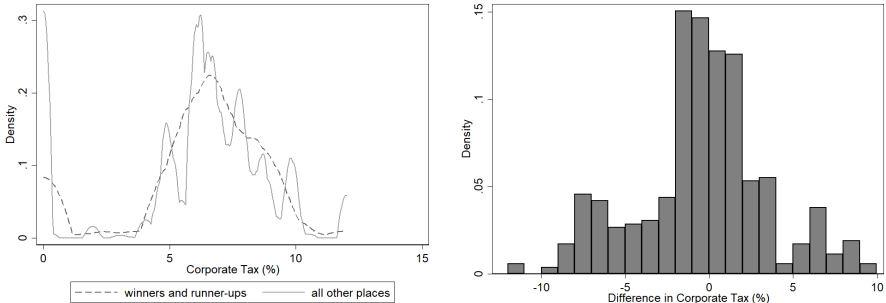 Density
.3
.2
.1
0
0
5
10
15
Corporate Tax (%)
winners and runner-ups
all other places
Density
.15
.1
.05
0
-10
-5
0
5
10
Difference in Corporate Tax (%)